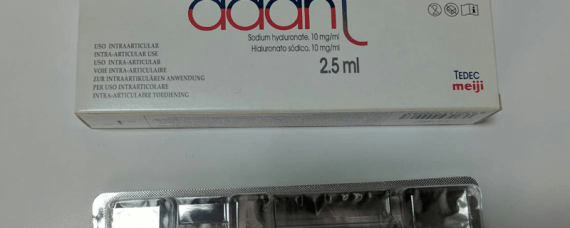 adant
Sodium hyaluronate, 10 mg/ml
Hialuronato sódico, 10 mg/ml
2.5 ml
USO INTRAARTICULAR
INTRA-ARTICULAR USE
USO INTRA-ARTICULAR
VOIE INTRA-ARTICULAIRE
ZUR INTRAARTIKULÄREN ANWENDUNG
PER USO INTRARTICOLARE
INTRA-ARTICULAIRE TOEDIENING
TEDEC
meiji